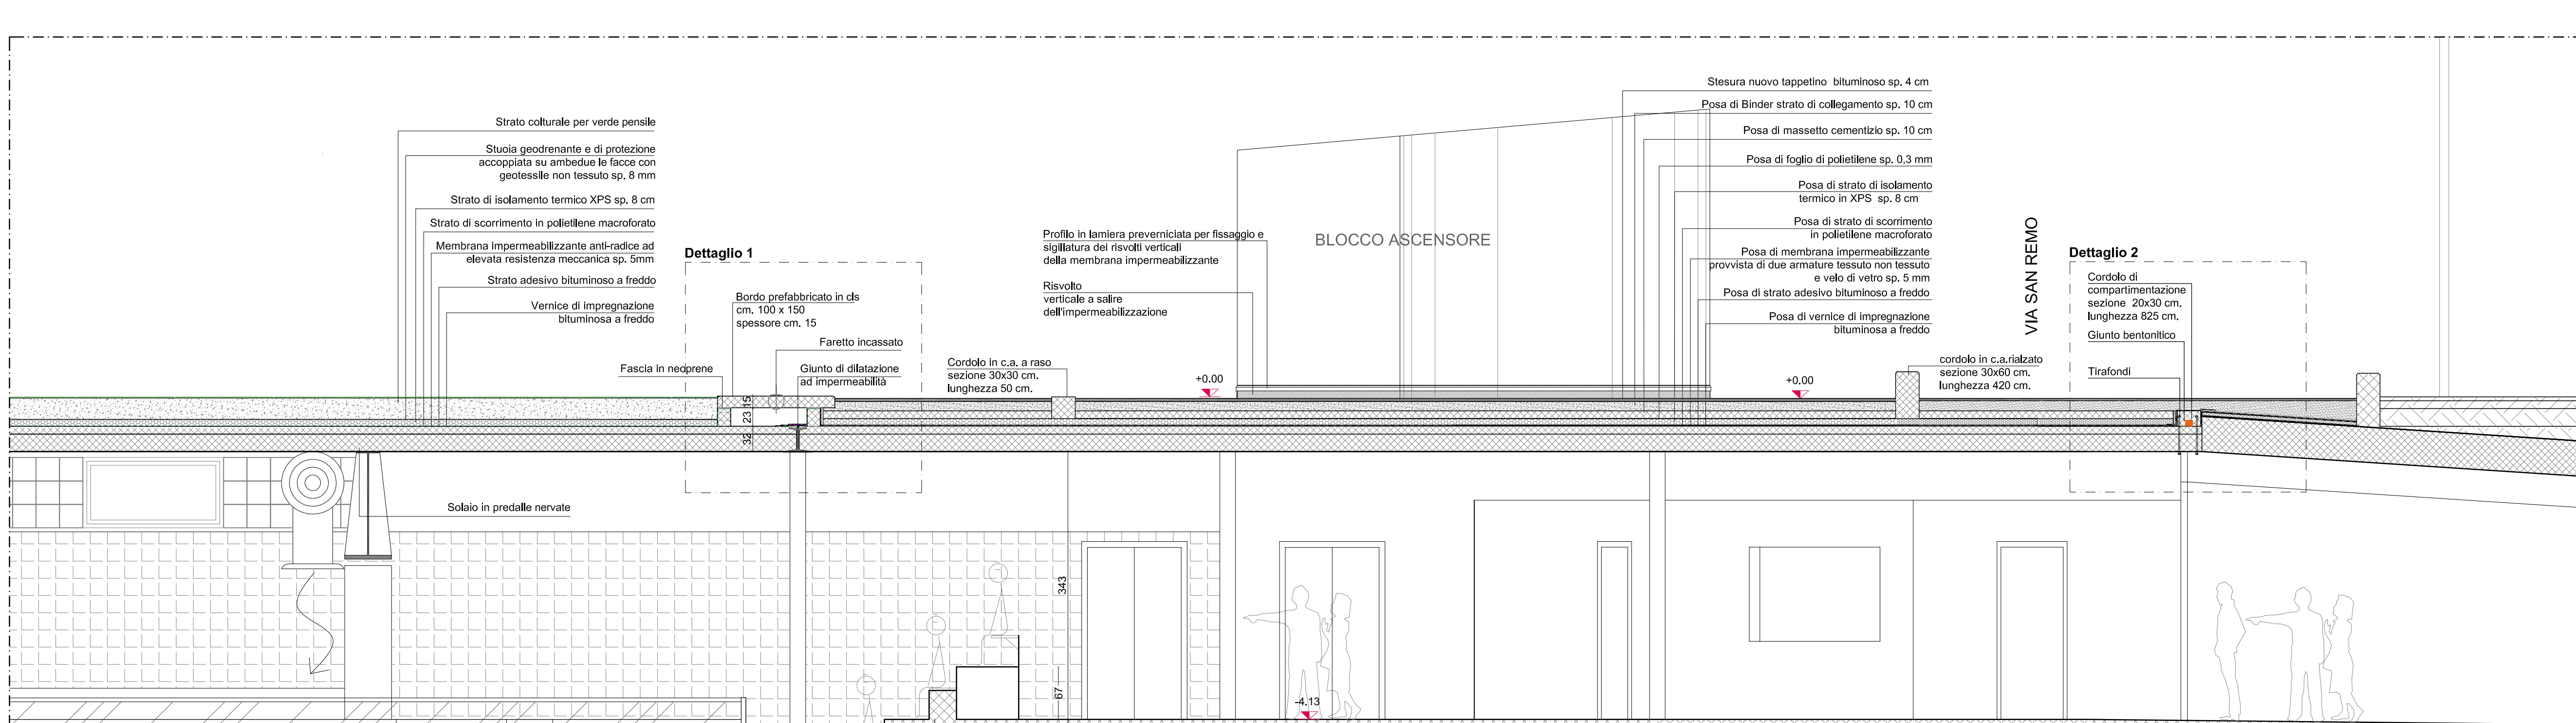 Strato colturale per verde pensile
Stuoia geodrenante e di protezione
accoppiata su ambedue le facce con
geotessile non tessuto sp. 8 mm
Strato di isolamento termico XPS sp. 8 cm
Strato di scorrimento in polietilene macroforato
Membrana impermeabilizzante anti-radice ad
elevata resistenza meccanica sp. 5mm
Strato adesivo bituminoso a freddo
Vernice di impregnazione
bituminosa a freddo
Fascia in neoprene
Dettaglio 1
Bordo prefabbricato in cls
cm. 100 x 150
spessore cm. 15
Faretto incassato
Giunto di dilatazione
ad impermeabilità
15
23
32
Cordolo in c.a. a raso
sezione 30x30 cm.
lunghezza 50 cm.
Profilo in lamiera preverniciata per fissaggio e
sigillatura dei risvolti verticali
della membrana impermeabilizzante
Risvolto
verticale a salire
dell'impermeabilizzazione
+0.00
BLOCCO ASCENSORE
Stesura nuovo tappetino bituminoso sp. 4 cm
Posa di Binder strato di collegamento sp. 10 cm
Posa di massetto cementizio sp. 10 cm
Posa di foglio di polietilene sp. 0,3 mm
Posa di strato di isolamento
termico in XPS sp. 8 cm
Posa di strato di scorrimento
in polietilene macroforato
Posa di membrana impermeabilizzante
provvista di due armature tessuto non tessuto
e velo di vetro sp. 5 mm
Posa di strato adesivo bituminoso a freddo
Posa di vernice di impregnazione
bituminosa a freddo
+0.00
cordolo in c.a.rialzato
sezione 30x60 cm.
lunghezza 420 cm.
VIA SAN REMO
Dettaglio 2
Cordolo di
compartimentazione
sezione 20x30 cm.
lunghezza 825 cm.
Giunto bentonitico
Tirafondi
Solaio in predalle nervate
343
67
-4.13